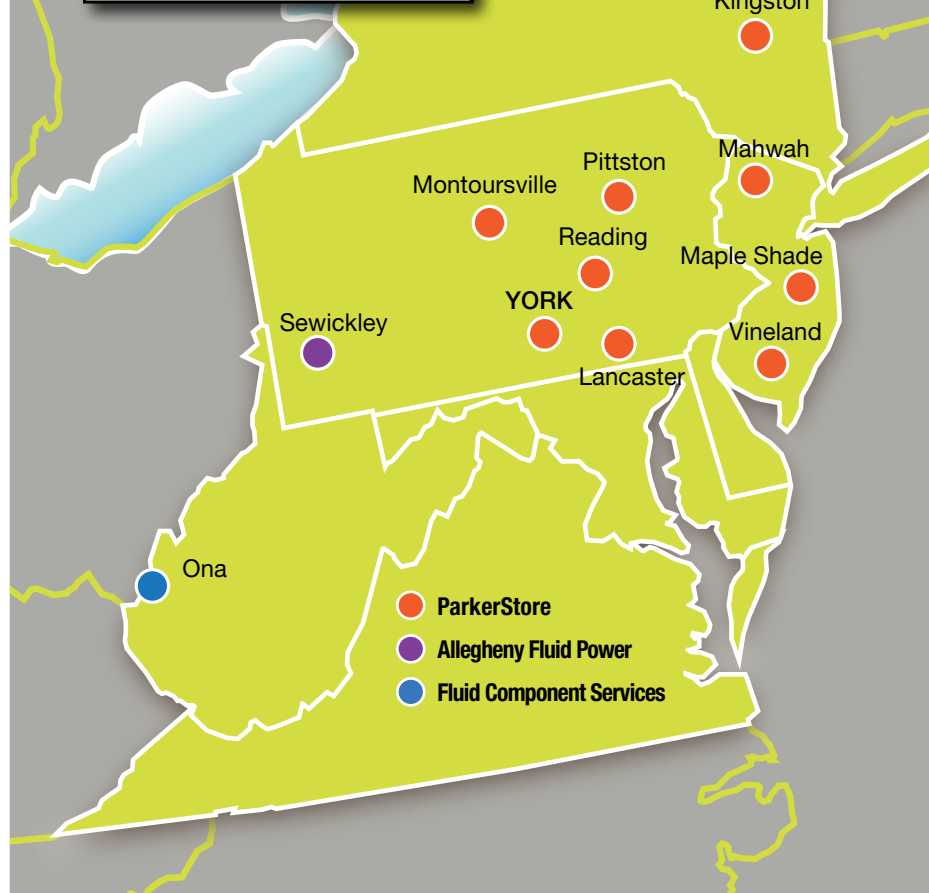 Kingston
Mahwah
Pittston
Montoursville
Reading
Maple Shade
YORK
Sewickley
Vineland
Lancaster
Ona
ParkerStore
Allegheny Fluid Power
Fluid Component Services